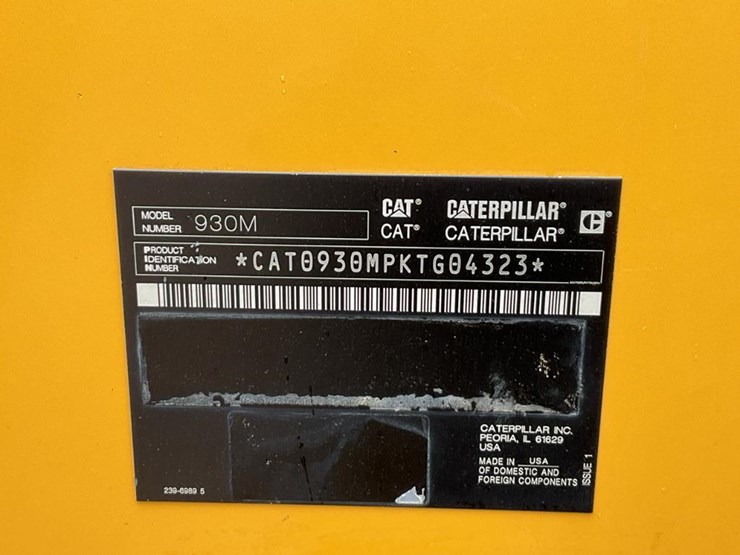 MODEL NUMBER 930M
CAT® CATERPILLAR®
CAT® CATERPILLAR®
PRODUCT IDENTIFICATION NUMBER *CAT0930MPKTG04323*
CATERPILLAR INC.
PEORIA, IL 61629
USA
MADE IN USA
OF DOMESTIC AND
FOREIGN COMPONENTS
ISSUE 1
239-6989 5